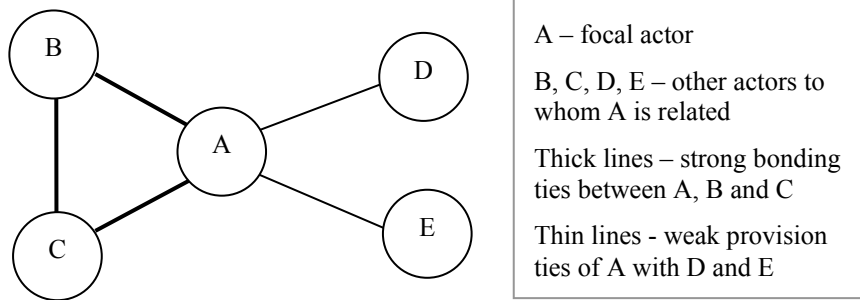 B
D
A
E
C
A – focal actor
B, C, D, E – other actors to
whom A is related
Thick lines – strong bonding
ties between A, B and C
Thin lines - weak provision
ties of A with D and E